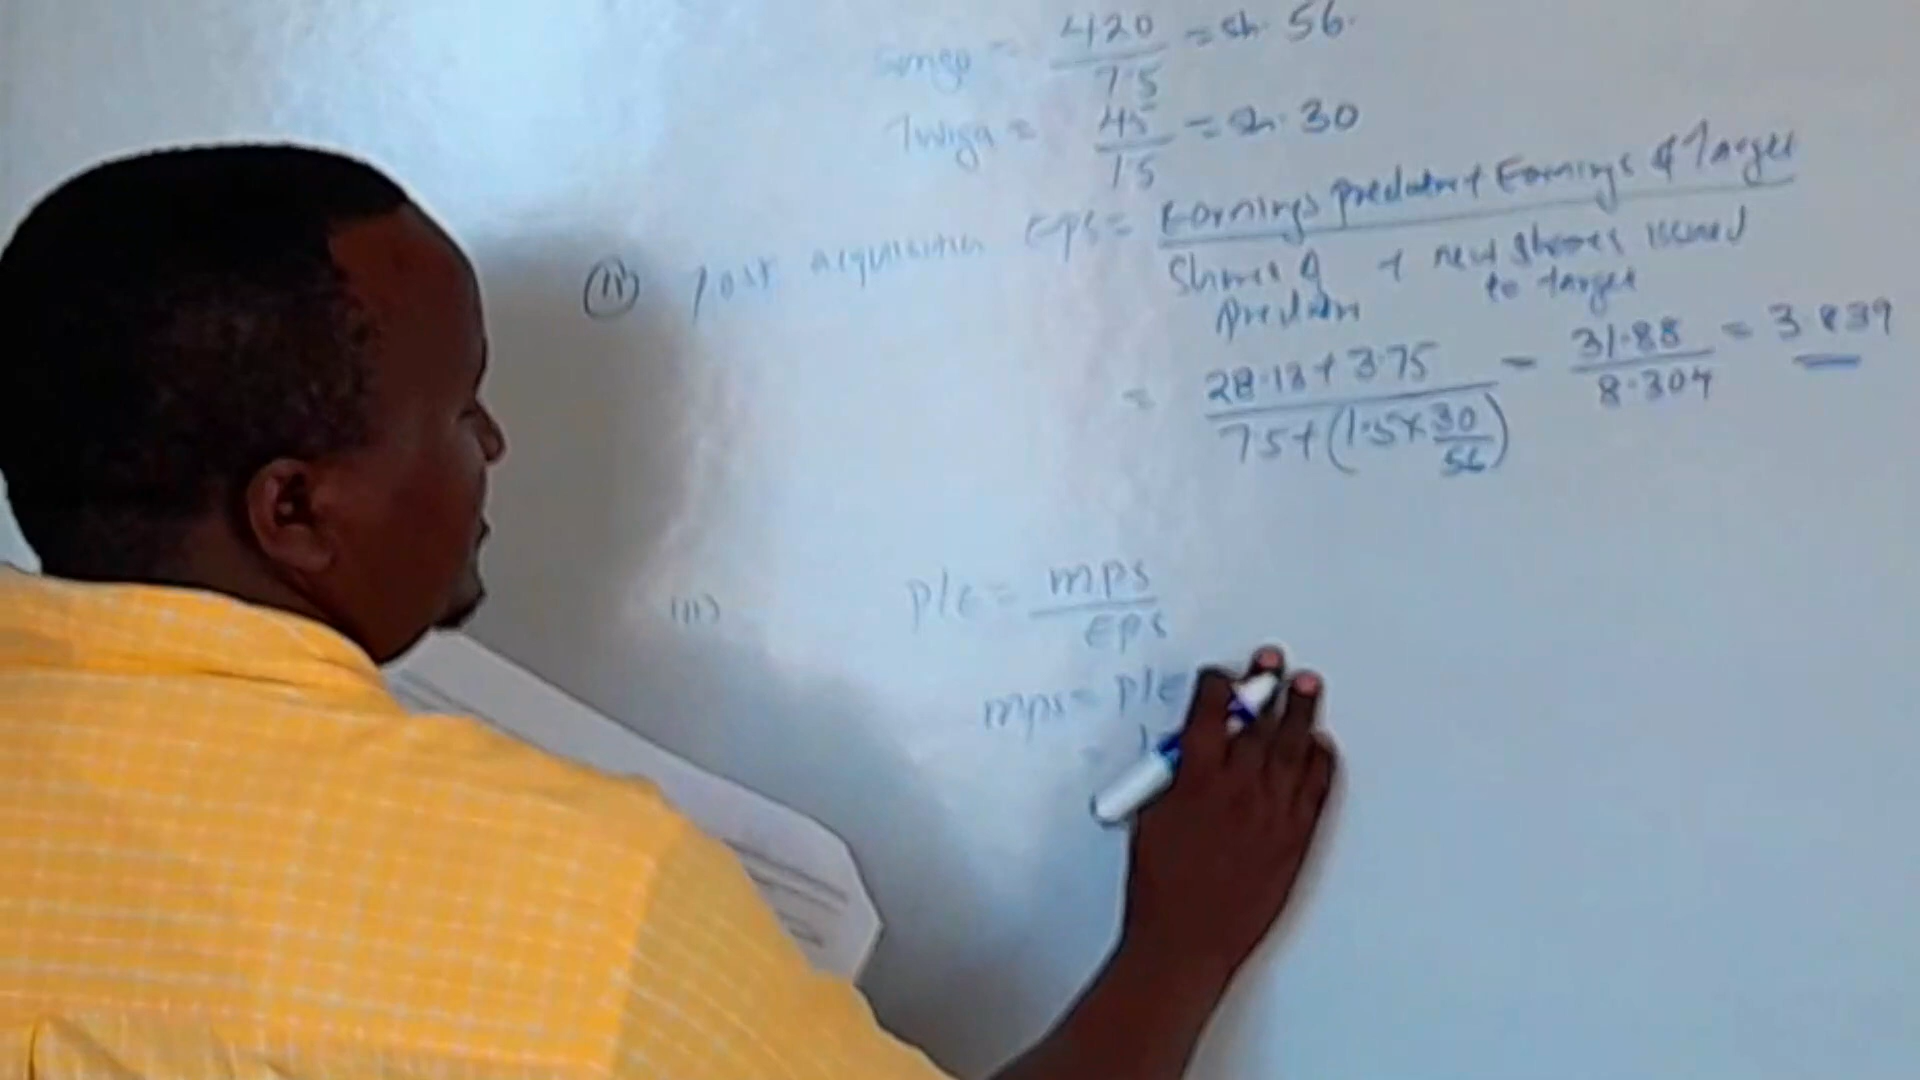 = 420/7.5 = sh. 56.
Twiga = 45/1.5 = sh. 30
(ii) Post acquisition EPS = Earnings predator + Earnings of Target / Shares of predator + new shares issued to target
= 28.13 + 3.75 / 7.5 + (1.5 x 30/56) = 31.88 / 8.304 = 3.839
(iii) P/E = mps / EPS
mps = P/E
=